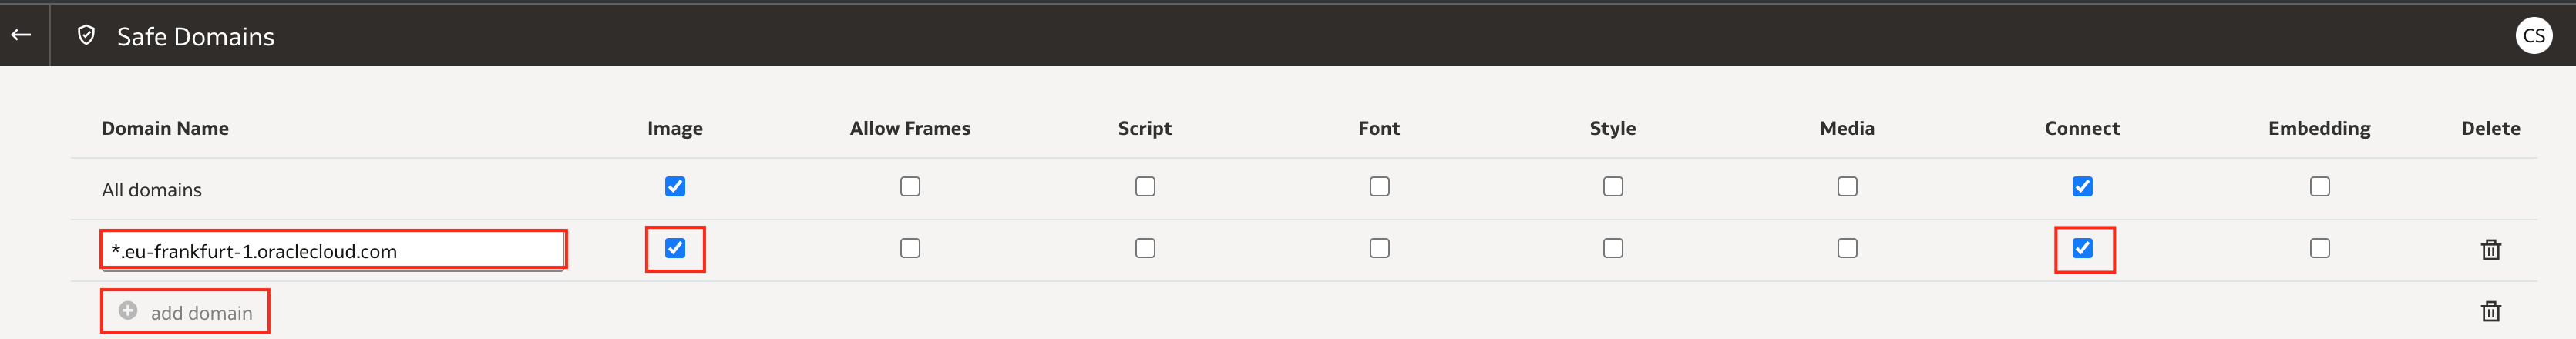 Safe Domains
CS
Domain Name Image Allow Frames Script Font Style Media Connect Embedding Delete
All domains
*.eu-frankfurt-1.oraclecloud.com
add domain